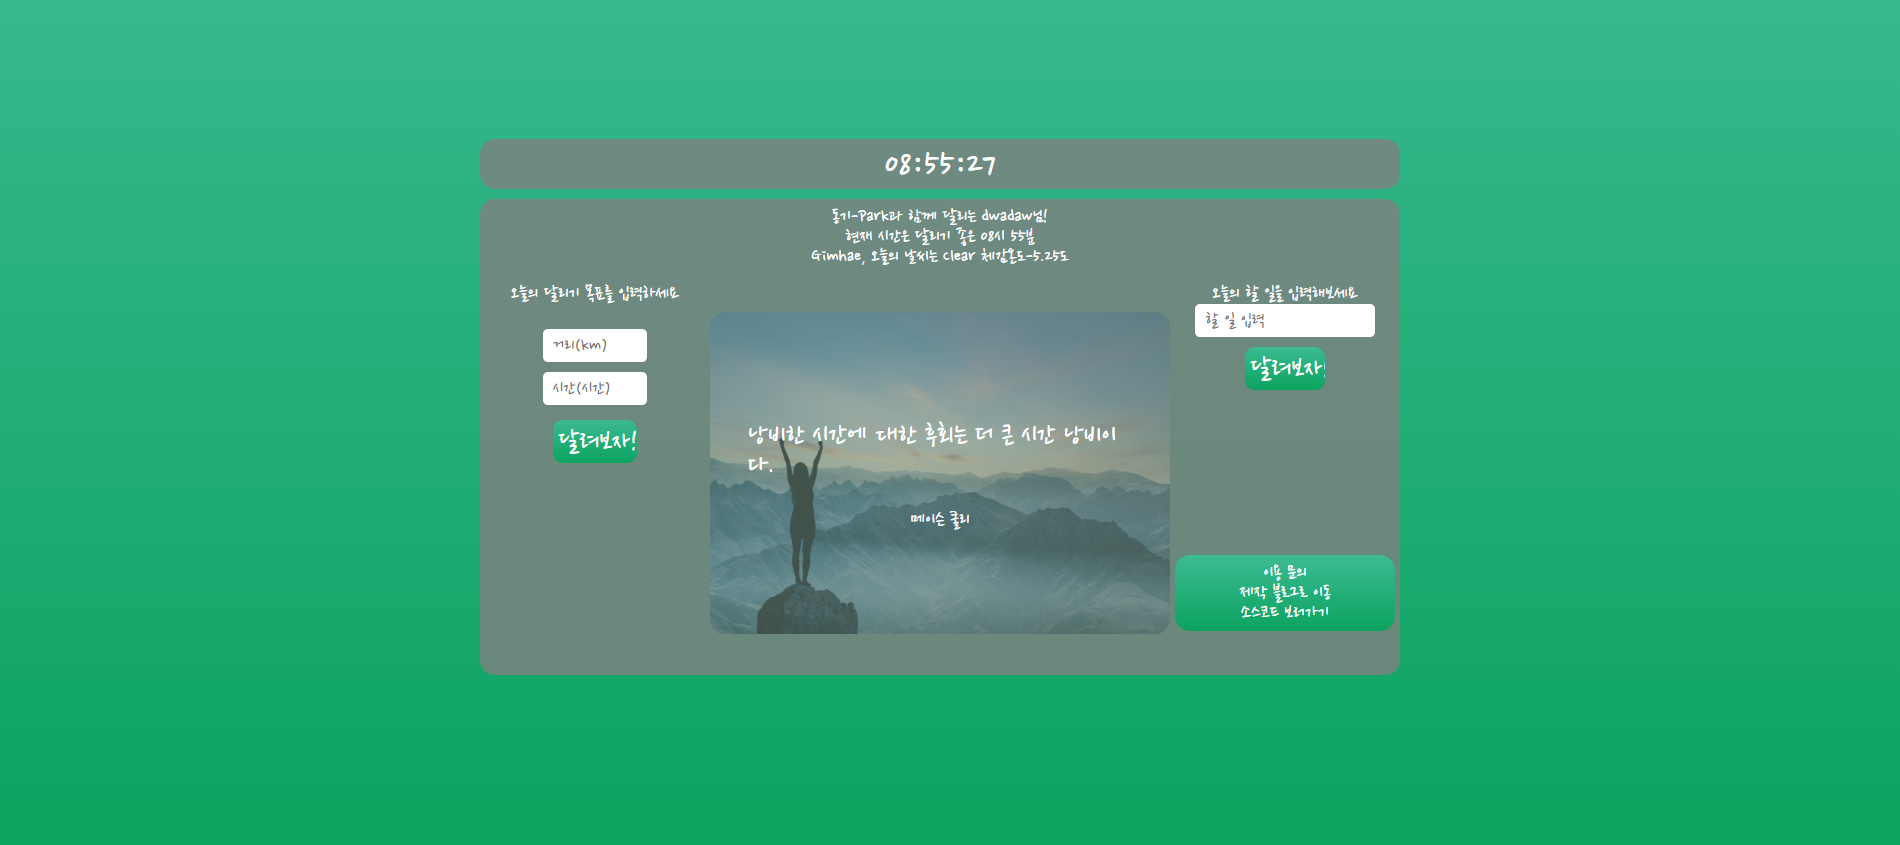 08:55:27
동기-Park과 함께 달리는 dwadaw님!
현재 시간은 달리기 좋은 08시 55분
Gimhae, 오늘의 날씨는 Clear 체감온도-5.25도
오늘의 달리기 목표를 입력하세요
거리(km)
시간(시간)
달려보자!
낭비한 시간에 대한 후회는 더 큰 시간 낭비이
다.
메이슨 쿨리
오늘의 할 일을 입력해보세요
할 일 입력
달려보자!
이용 문의
제작 블로그로 이동
소스코드 보러가기